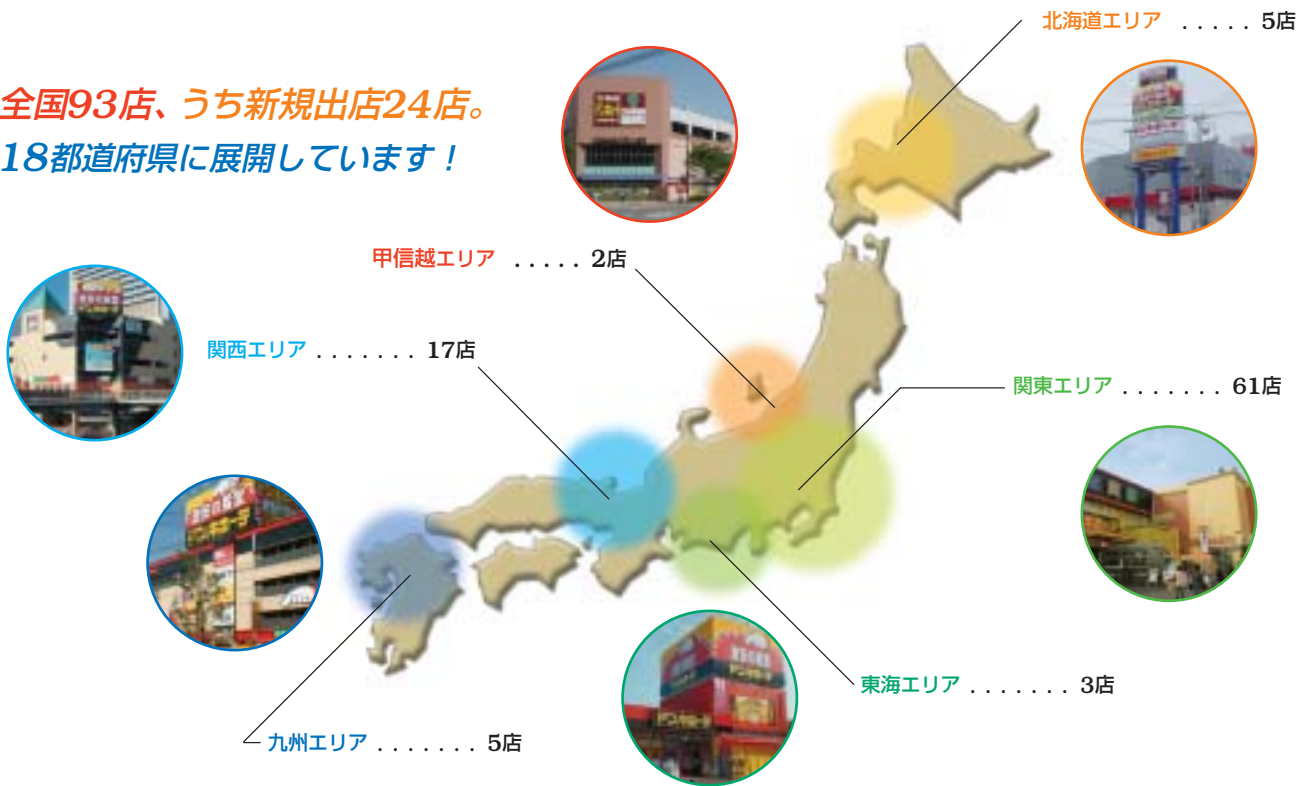 全国93店、うち新規出店24店。
18都道府県に展開しています！
北海道エリア ..... 5店
甲信越エリア ..... 2店
関西エリア ....... 17店
関東エリア ....... 61店
東海エリア ....... 3店
九州エリア ....... 5店